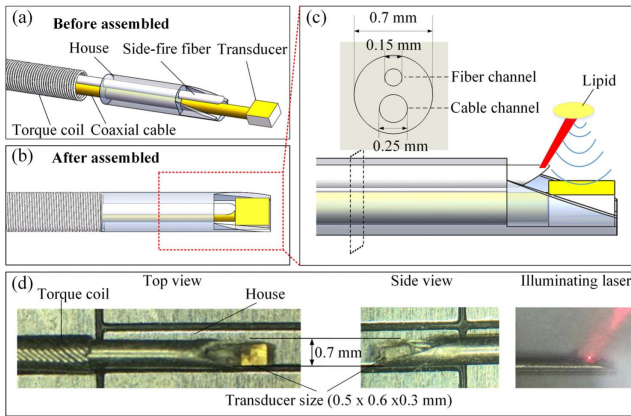 (a)
Before assembled
House
Side-fire fiber
Transducer
Torque coil
Coaxial cable
(b)
After assembled
(c)
0.7 mm
0.15 mm
Fiber channel
Cable channel
0.25 mm
Lipid
(d)
Top view
Side view
Illuminating laser
Torque coil
House
0.7 mm
Transducer size (0.5 x 0.6 x0.3 mm)